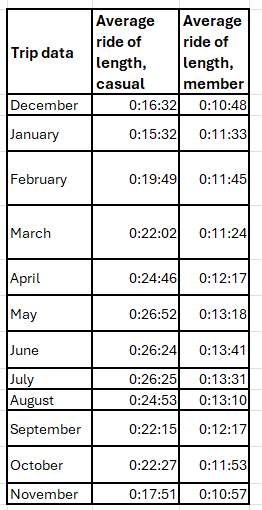 Trip data Average ride of length, casual Average ride of length, member
December 0:16:32 0:10:48
January 0:15:32 0:11:33
February 0:19:49 0:11:45
March 0:22:02 0:11:24
April 0:24:46 0:12:17
May 0:26:52 0:13:18
June 0:26:24 0:13:41
July 0:26:25 0:13:31
August 0:24:53 0:13:10
September 0:22:15 0:12:17
October 0:22:27 0:11:53
November 0:17:51 0:10:57